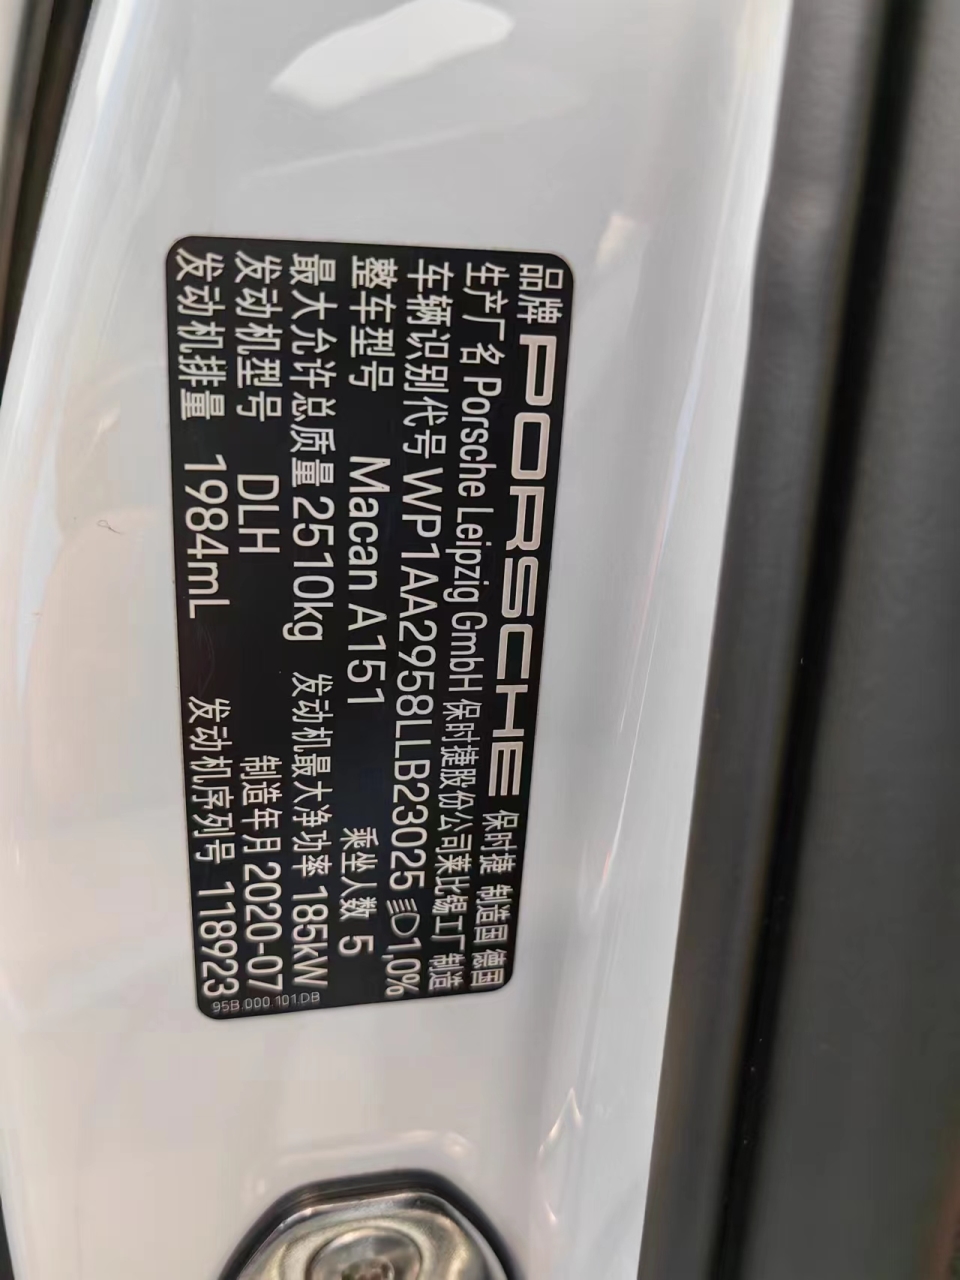 品牌 PORSCHE 保时捷 制造国 德国
生产厂名 Porsche Leipzig GmbH 保时捷股份公司莱比锡工厂制造
车辆识别代号 WP1AA2958LLB23025 1,0%
整车型号 Macan A151 乘坐人数 5
最大允许总质量 2510kg 发动机最大净功率 185kW
发动机型号 DLH 制造年月 2020-07
发动机排量 1984mL 发动机序列号 118923
95B.000.101.DB